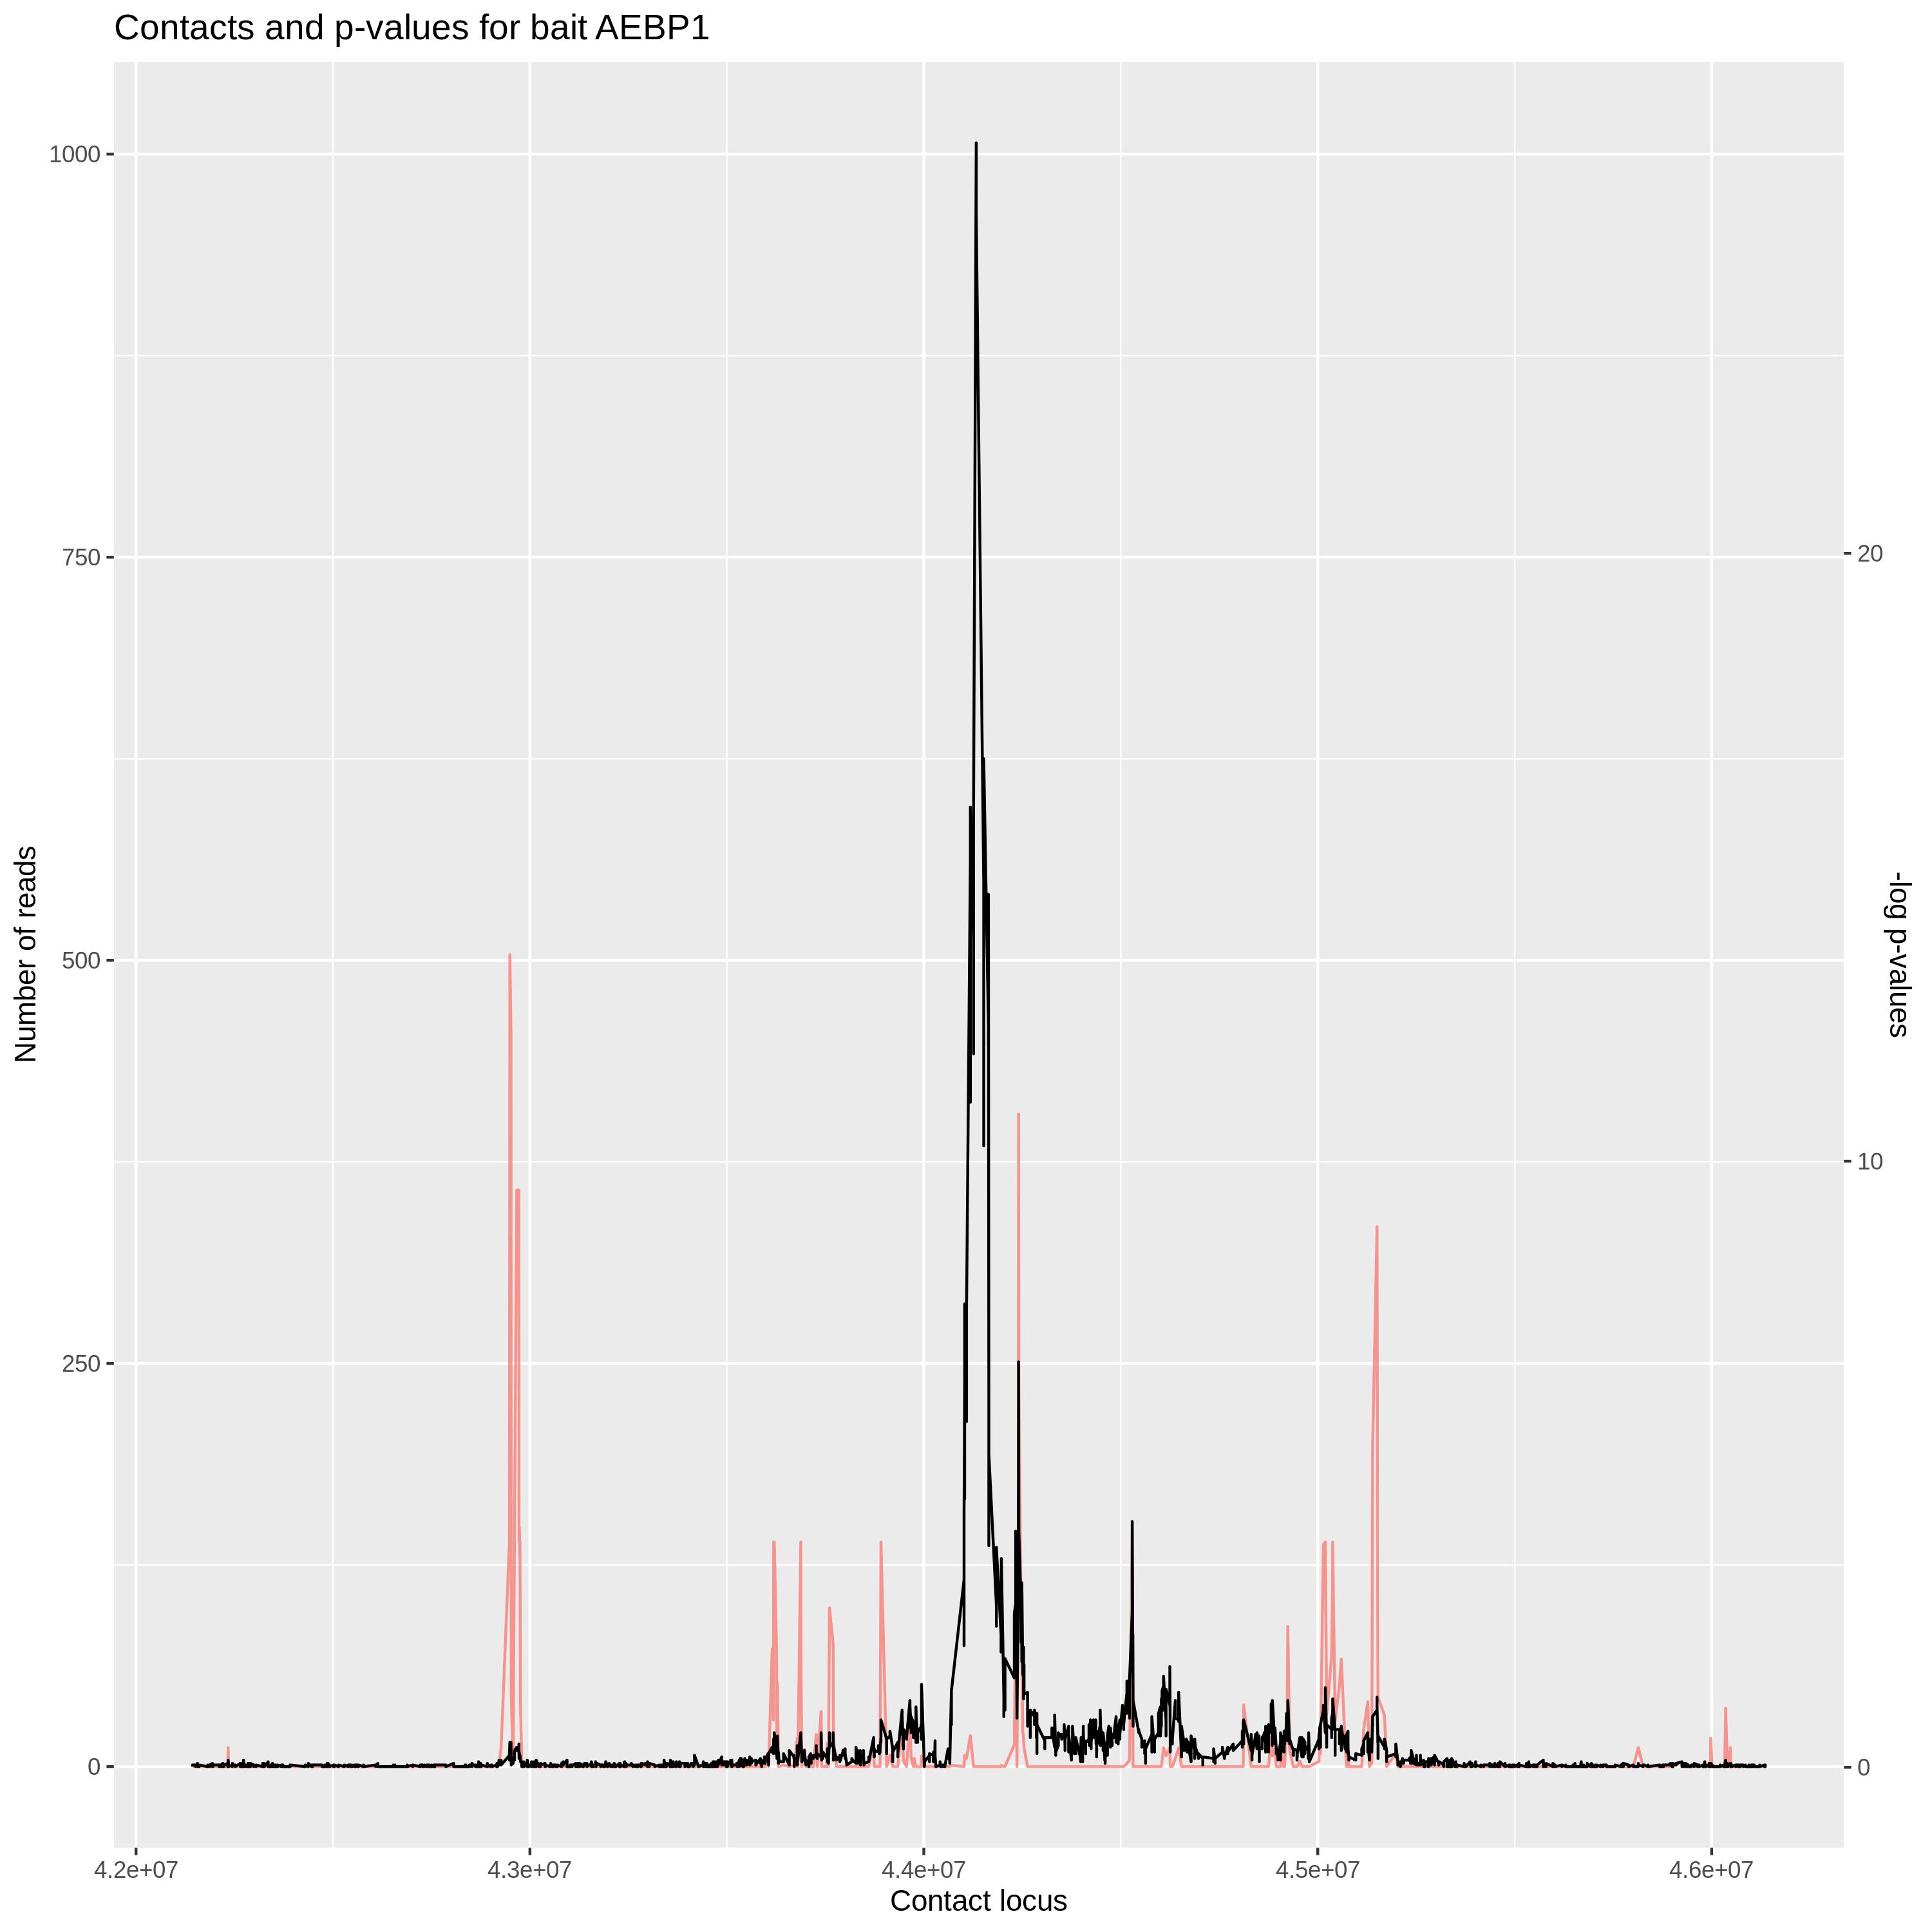 Contacts and p-values for bait AEBP1
1000
750
500
250
0
Number of reads
20
10
0
-log p-values
4.2e+07
4.3e+07
4.4e+07
4.5e+07
4.6e+07
Contact locus